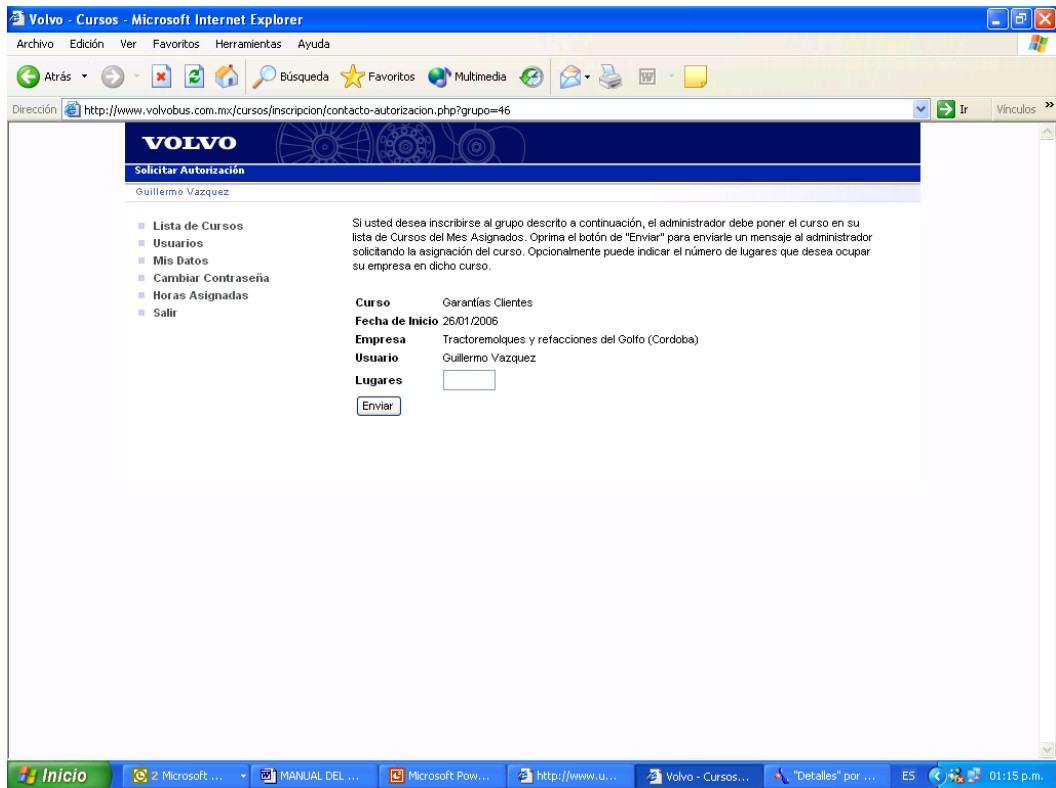 Volvo - Cursos - Microsoft Internet Explorer
Archivo Edición Ver Favoritos Herramientas Ayuda
Atrás Búsqueda Favoritos Multimedia
Dirección http://www.volvobus.com.mx/cursos/inscripcion/contacto-autorizacion.php?grupo=46 Ir Vínculos »
VOLVO
Solicitar Autorización
Guillermo Vazquez
Lista de Cursos
Usuarios
Mis Datos
Cambiar Contraseña
Horas Asignadas
Salir
Si usted desea inscribirse al grupo descrito a continuación, el administrador debe poner el curso en su
lista de Cursos del Mes Asignados. Oprima el botón de "Enviar" para enviarle un mensaje al administrador
solicitando la asignación del curso. Opcionalmente puede indicar el número de lugares que desea ocupar
su empresa en dicho curso.
Curso Garantías Clientes
Fecha de Inicio 26/01/2006
Empresa Tractoremolques y refacciones del Golfo (Cordoba)
Usuario Guillermo Vazquez
Lugares
Enviar
Inicio 2 Microsoft ... MANUAL DEL ... Microsoft Pow... http://www.u... Volvo - Cursos... "Detalles" por ... ES 01:15 p.m.